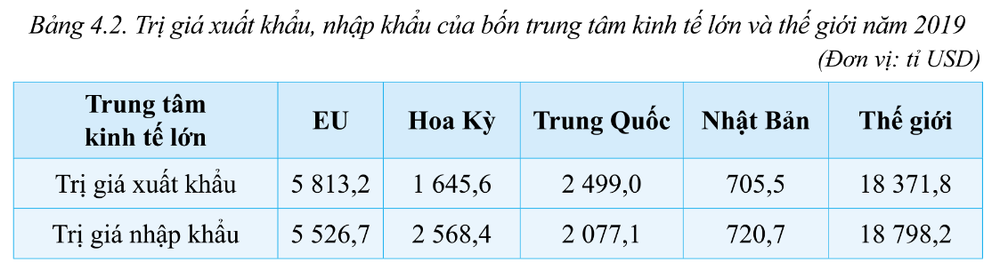 Bảng 4.2. Trị giá xuất khẩu, nhập khẩu của bốn trung tâm kinh tế lớn và thế giới năm 2019
(Đơn vị: tỉ USD)
Trung tâm
kinh tế lớn EU Hoa Kỳ Trung Quốc Nhật Bản Thế giới
Trị giá xuất khẩu 5 813,2 1 645,6 2 499,0 705,5 18 371,8
Trị giá nhập khẩu 5 526,7 2 568,4 2 077,1 720,7 18 798,2